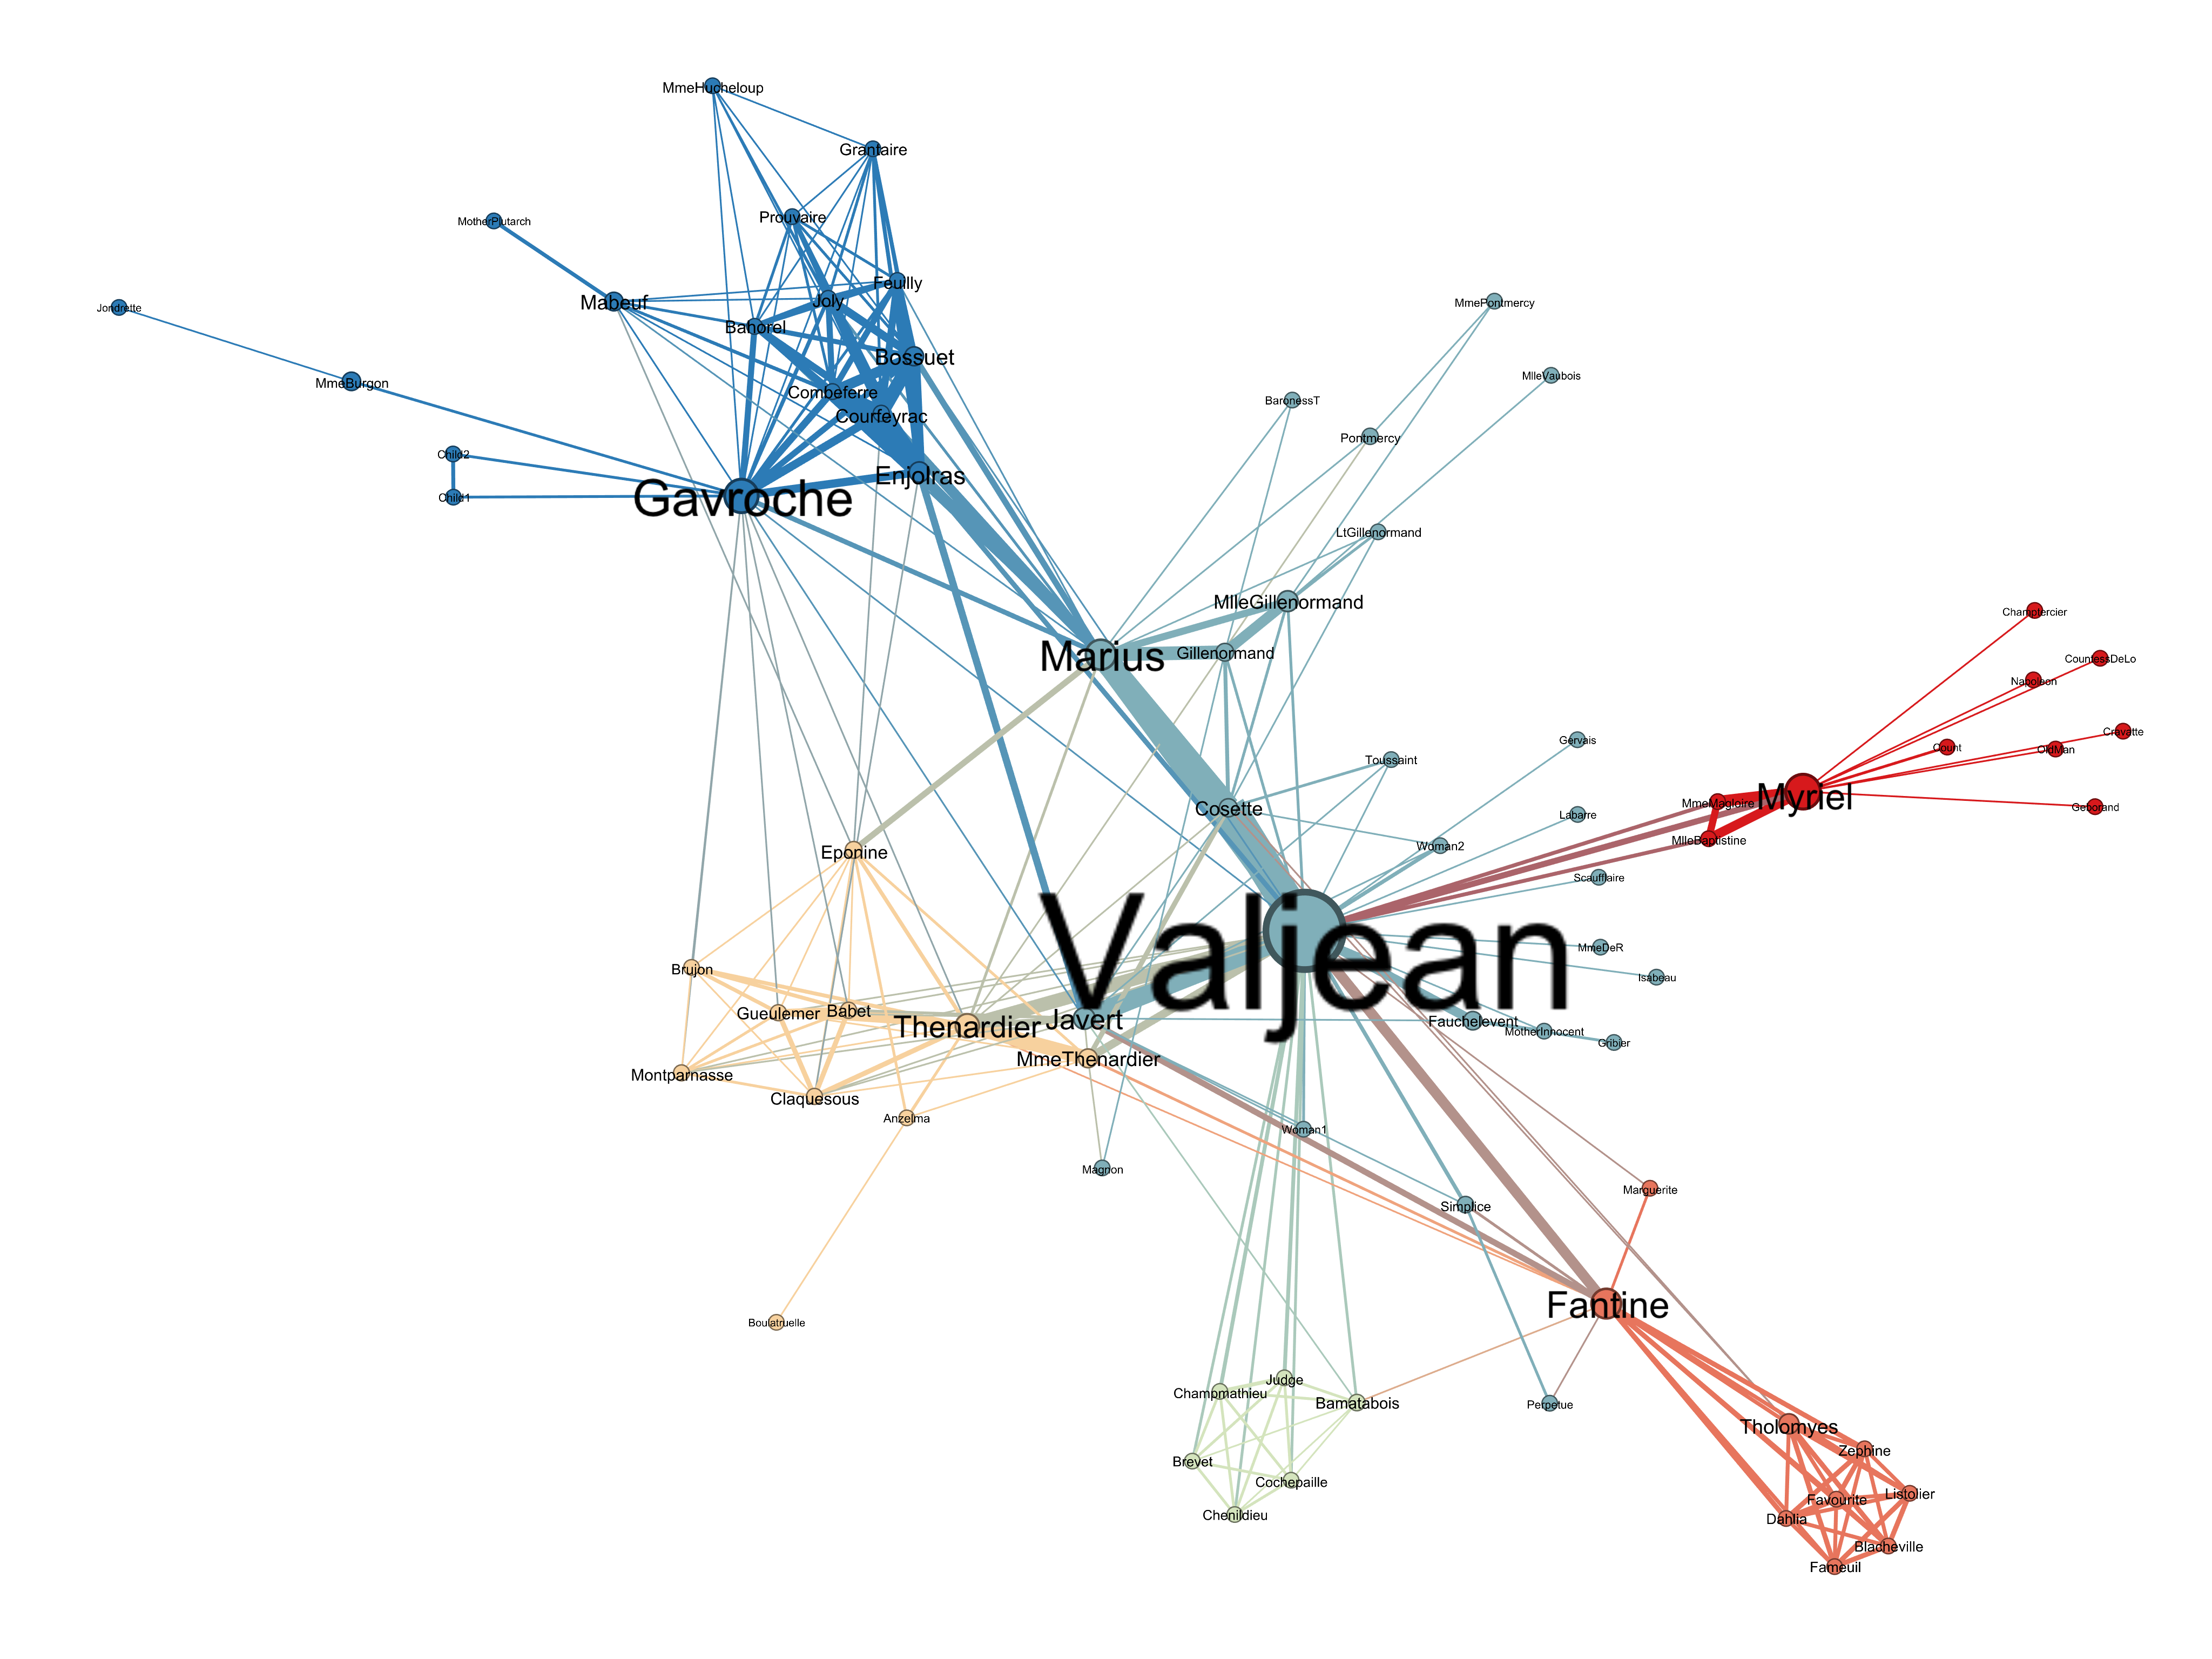 MmeHucheloup
Grantaire
Prouvaire
MotherPlutarch
Feuilly
Joly
Mabeuf
Jondrette
MmePontmercy
Bahorel
Bossuet
MlleVaubois
MmeBurgon
Combeferre
BaronessT
Courfeyrac
Pontmercy
Child2
Enjolras
Child1
Gavroche
LtGillenormand
MlleGillenormand
Champtercier
Marius
Gillenormand
CountessDeLo
Napoleon
Cravatte
Gervais
Count
OldMan
Toussaint
Myriel
MmeMagloire
Geborand
Cosette
Labarre
MlleBaptistine
Woman2
Eponine
Scaufflaire
Valjean
MmeDeR
Brujon
Isabeau
Gueulemer
Babet
Thenardier
Javert
Fauchelevent
MotherInnocent
Gribier
MmeThenardier
Montparnasse
Claquesous
Anzelma
Woman1
Magnon
Marguerite
Simplice
Fantine
Boulatruelle
Judge
Champmathieu
Bamatabois
Perpetue
Tholomyes
Zephine
Brevet
Cochepaille
Listolier
Favourite
Chenildieu
Dahlia
Blacheville
Fameuil